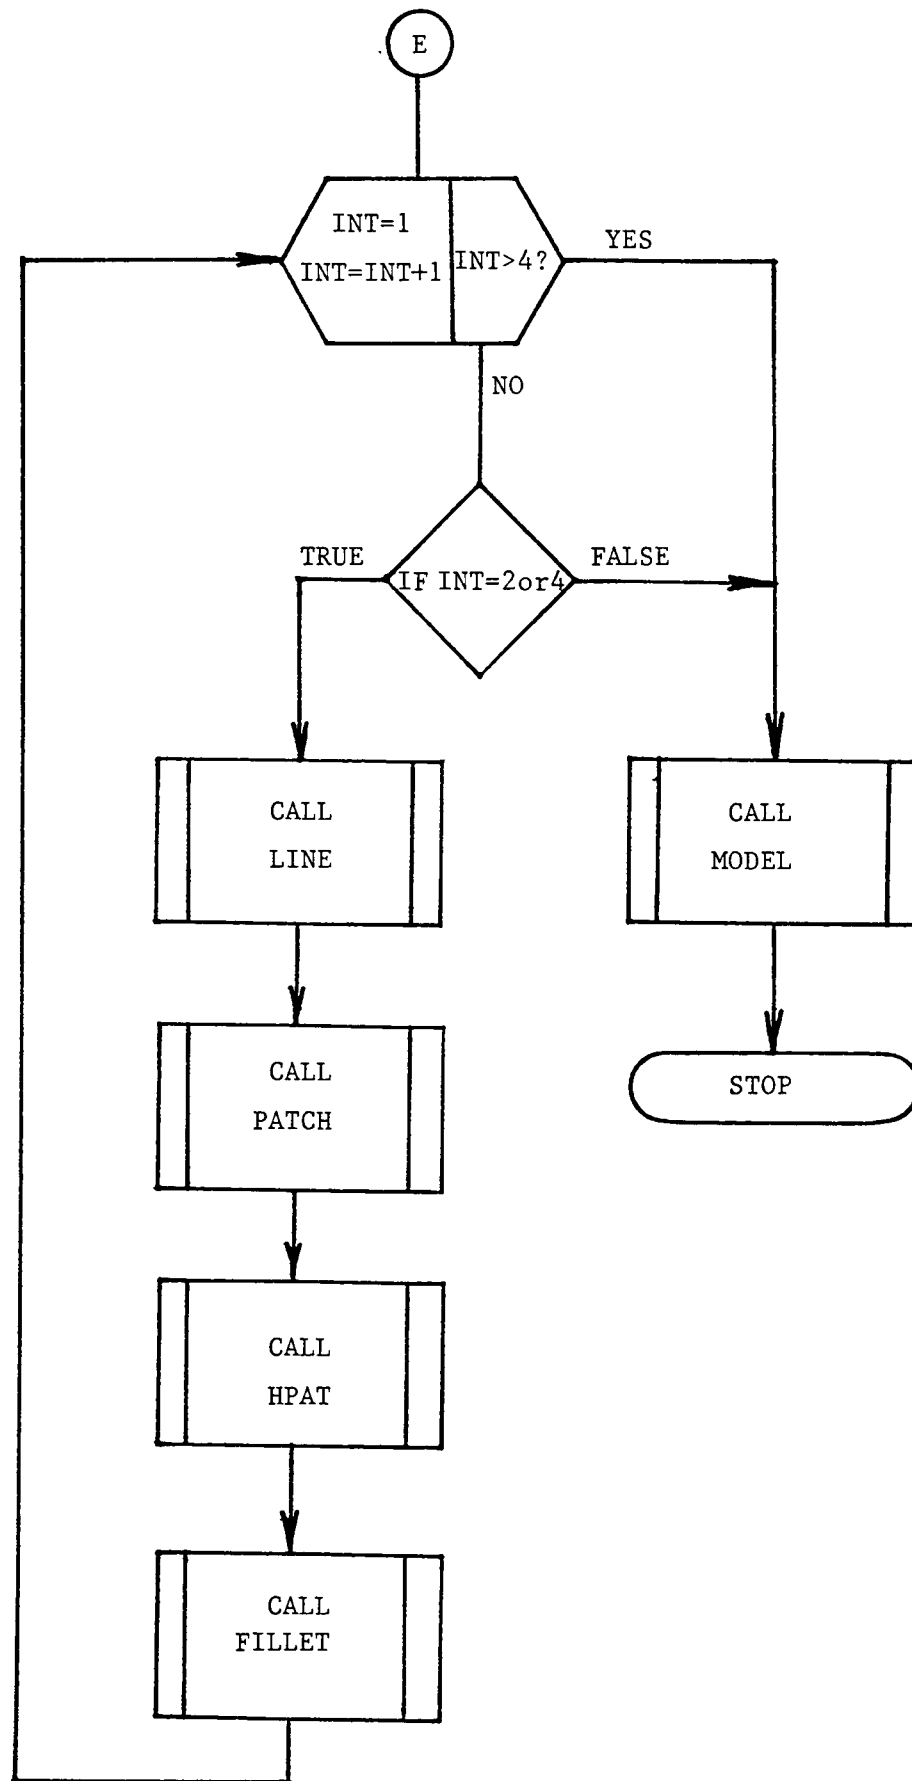 E
INT=1
INT=INT+1
INT>4?
YES
NO
TRUE
IF INT=2or4
FALSE
CALL
LINE
CALL
MODEL
CALL
PATCH
STOP
CALL
HPAT
CALL
FILLET